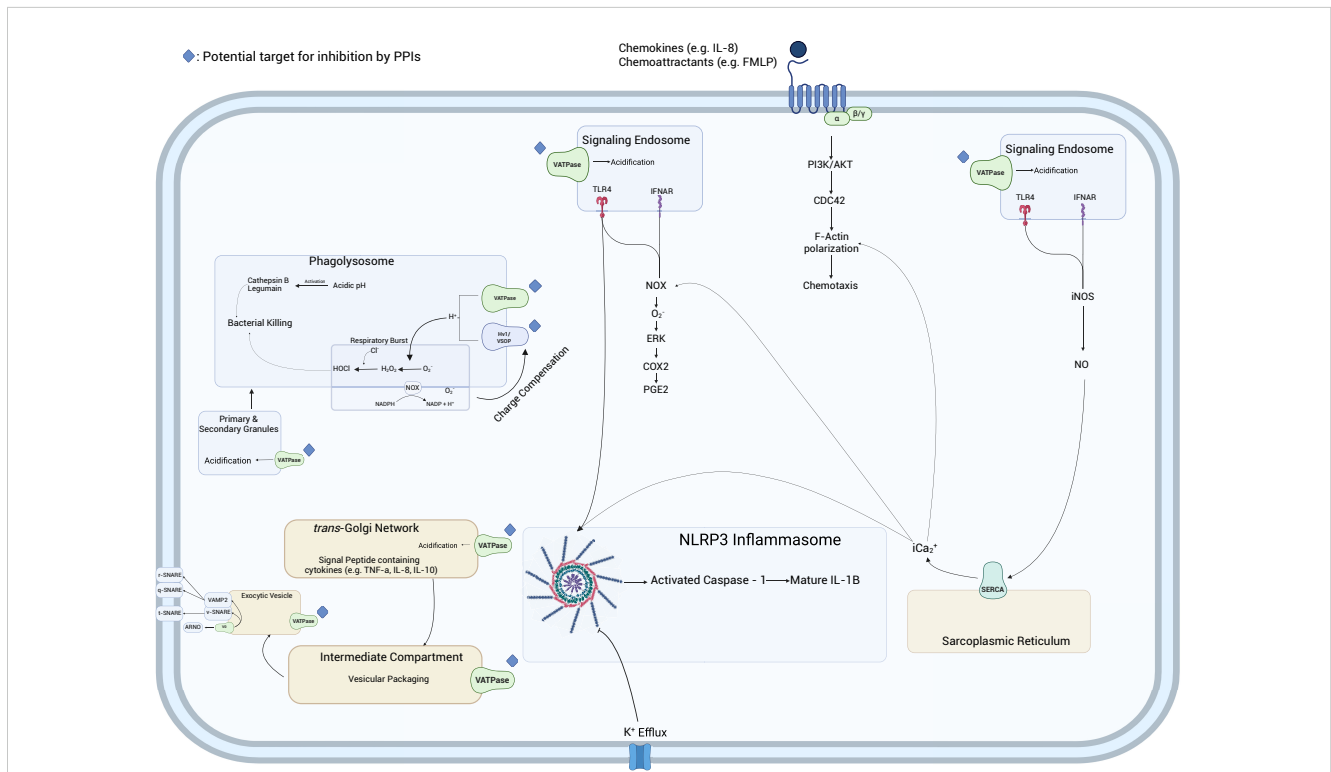 : Potential target for inhibition by PPIs
Chemokines (e.g. IL-8)
Chemoattractants (e.g. FMLP)
α
β/γ
Signaling Endosome
VATPase
Acidification
TLR4
IFNAR
NOX
O₂⁻
ERK
COX2
PGE2
PI3K/AKT
CDC42
F-Actin
polarization
Chemotaxis
Signaling Endosome
VATPase
Acidification
TLR4
IFNAR
iNOS
NO
Phagolysosome
Cathepsin B
Legumain
Activation
Acidic pH
Bacterial Killing
H⁺
VATPase
Hv1/
VSOP
Respiratory Burst
Cl⁻
HOCl
H₂O₂
O₂⁻
NOX
O₂⁻
NADPH
NADP + H⁺
Charge Compensation
Primary &
Secondary Granules
Acidification
VATPase
trans-Golgi Network
Acidification
VATPase
Signal Peptide containing
cytokines (e.g. TNF-a, IL-8, IL-10)
r-SNARE
q-SNARE
t-SNARE
VAMP2
v-SNARE
ARNO
Exocytic Vesicle
VATPase
Intermediate Compartment
Vesicular Packaging
VATPase
NLRP3 Inflammasome
Activated Caspase - 1
Mature IL-1B
K⁺ Efflux
iCa₂⁺
SERCA
Sarcoplasmic Reticulum